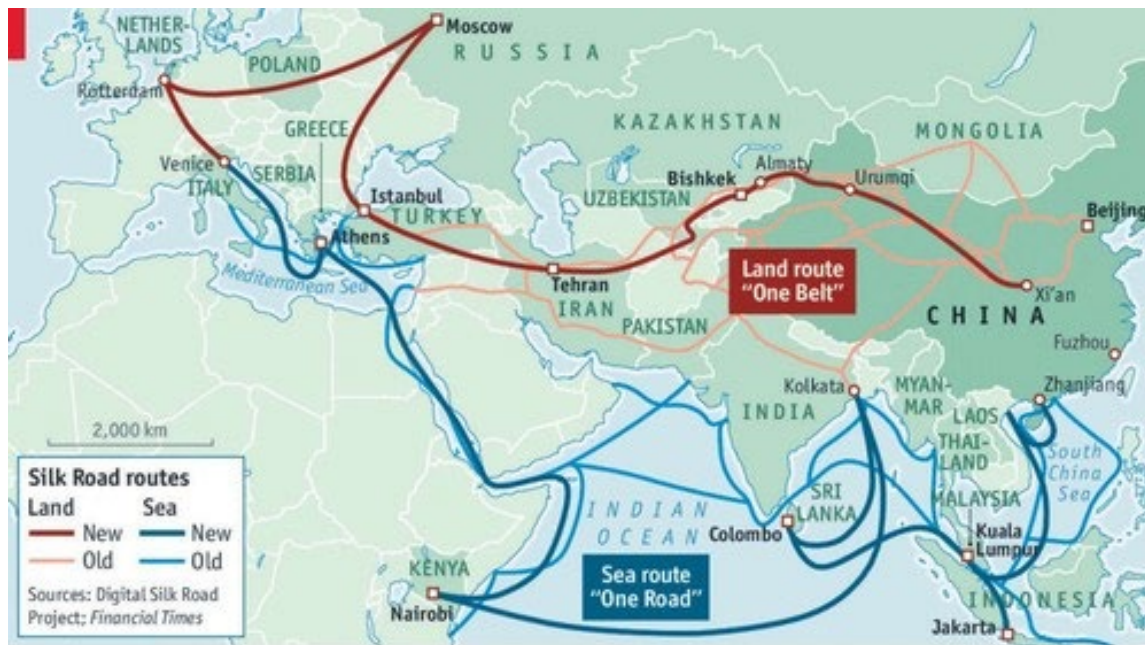 NETHER-
LANDS
Moscow
RUSSIA
POLAND
Rotterdam
GREECE
KAZAKHSTAN
MONGOLIA
Venice
ITALY
SERBIA
Almaty
Bishkek
Urumqi
UZBEKISTAN
Istanbul
TURKEY
Beijing
Athens
Mediterranean Sea
Tehran
IRAN
Land route
"One Belt"
Xi'an
CHINA
PAKISTAN
Fuzhou
Kolkata
Zhanjiang
INDIA
MYAN-
MAR
LAOS
THAI-
LAND
South
China
Sea
2,000 km
Silk Road routes
Land Sea
New New
Old Old
Sources: Digital Silk Road
Project; Financial Times
INDIAN
OCEAN
SRI
LANKA
Colombo
MALAYSIA
Kuala
Lumpur
KENYA
Nairobi
Sea route
"One Road"
INDONESIA
Jakarta